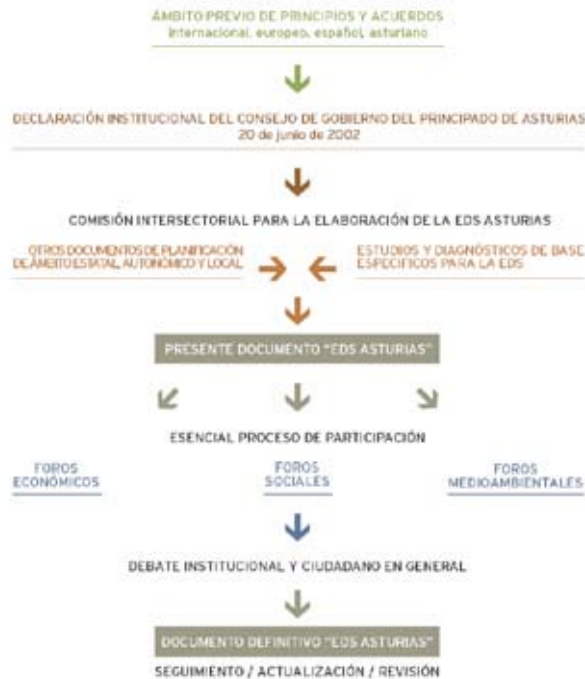 ÁMBITO PREVIO DE PRINCIPIOS Y ACUERDOS
internacional, europeo, español, asturiano
DECLARACIÓN INSTITUCIONAL DEL CONSEJO DE GOBIERNO DEL PRINCIPADO DE ASTURIAS
20 de junio de 2002
COMISIÓN INTERSECTORIAL PARA LA ELABORACIÓN DE LA EDS ASTURIAS
OTROS DOCUMENTOS DE PLANIFICACIÓN
DE ÁMBITO ESTATAL, AUTONÓMICO Y LOCAL
ESTUDIOS Y DIAGNÓSTICOS DE BASE
ESPECÍFICOS PARA LA EDS
PRESENTE DOCUMENTO "EDS ASTURIAS"
ESENCIAL PROCESO DE PARTICIPACIÓN
FOROS
ECONÓMICOS
FOROS
SOCIALES
FOROS
MEDIOAMBIENTALES
DEBATE INSTITUCIONAL Y CIUDADANO EN GENERAL
DOCUMENTO DEFINITIVO "EDS ASTURIAS"
SEGUIMIENTO / ACTUALIZACIÓN / REVISIÓN